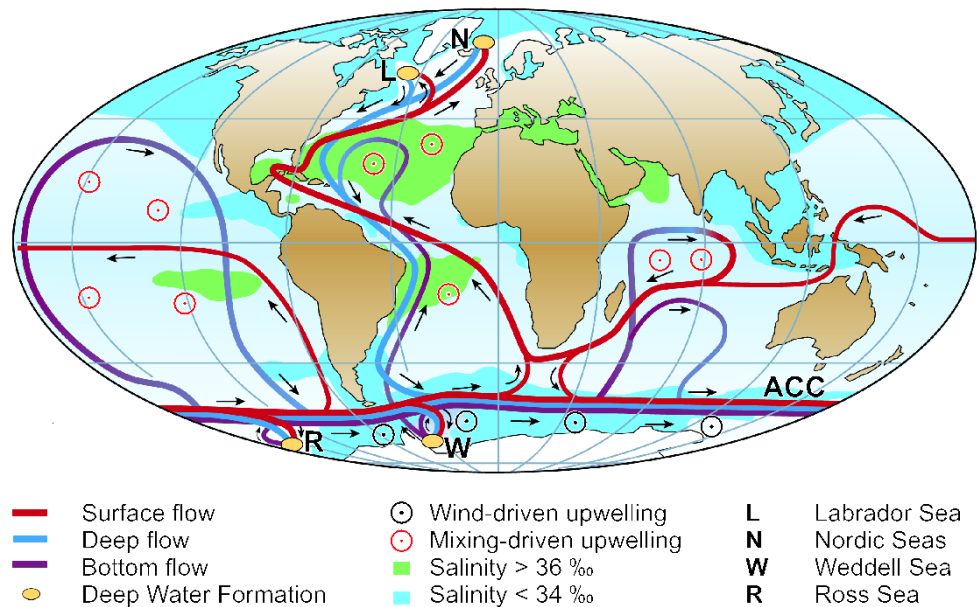 N
L
ACC
R
W
Surface flow
Deep flow
Bottom flow
Deep Water Formation
Wind-driven upwelling
Mixing-driven upwelling
Salinity > 36 ‰
Salinity < 34 ‰
L Labrador Sea
N Nordic Seas
W Weddell Sea
R Ross Sea